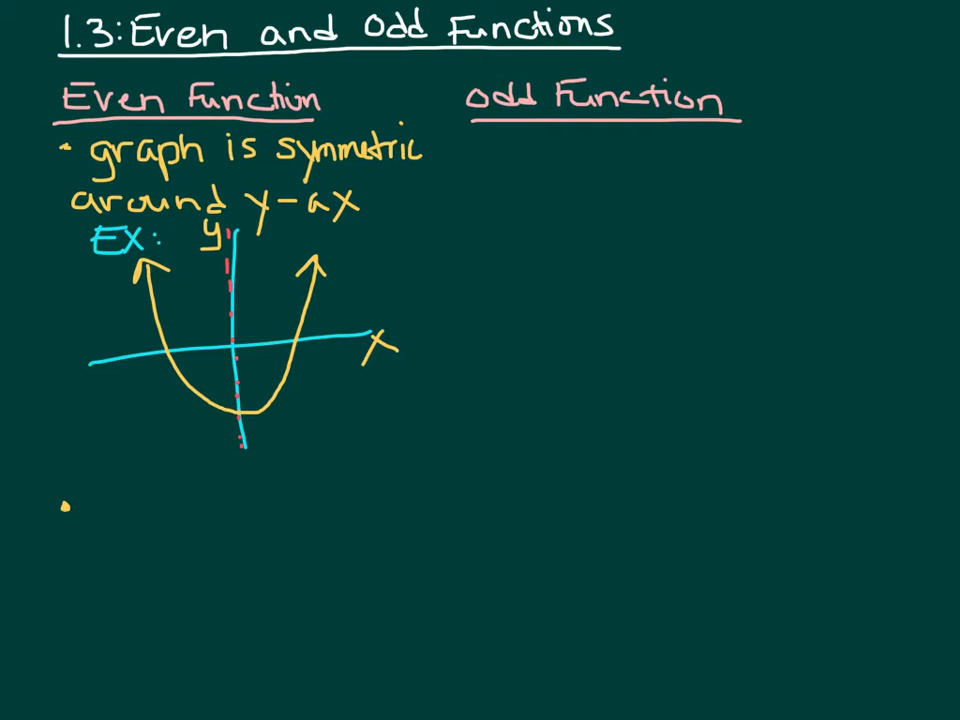 1.3: Even and Odd Functions
Even Function
• graph is symmetric
around y-ax
EX:
y
x
•
Odd Function